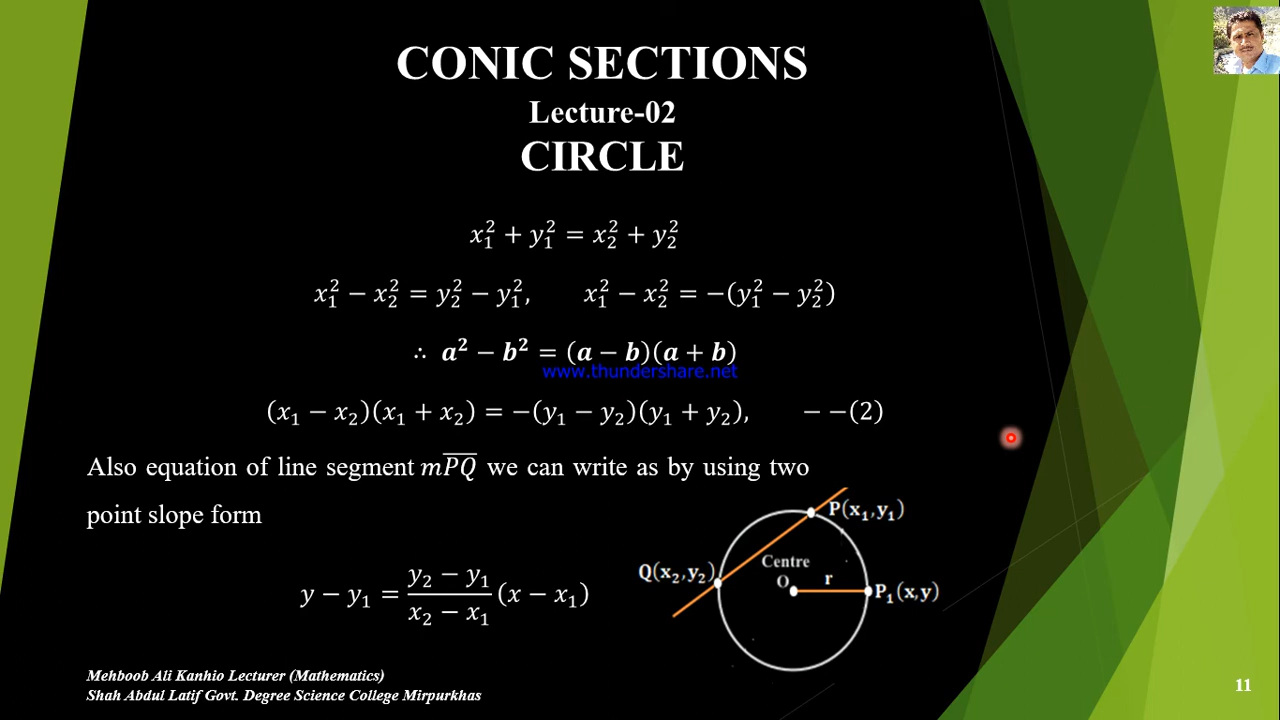 CONIC SECTIONS
Lecture-02
CIRCLE
x₁² + y₁² = x₂² + y₂²
x₁² − x₂² = y₂² − y₁², x₁² − x₂² = −(y₁² − y₂²)
∴ a² − b² = (a − b)(a + b)
www.thundershare.net
(x₁ − x₂)(x₁ + x₂) = −(y₁ − y₂)(y₁ + y₂), − −(2)
Also equation of line segment mP̅Q̅ we can write as by using two
point slope form
y − y₁ = (y₂ − y₁)/(x₂ − x₁) (x − x₁)
P(x₁,y₁)
Centre
Q(x₂,y₂)
O r P₁(x,y)
Mehboob Ali Kanhio Lecturer (Mathematics)
Shah Abdul Latif Govt. Degree Science College Mirpurkhas
11